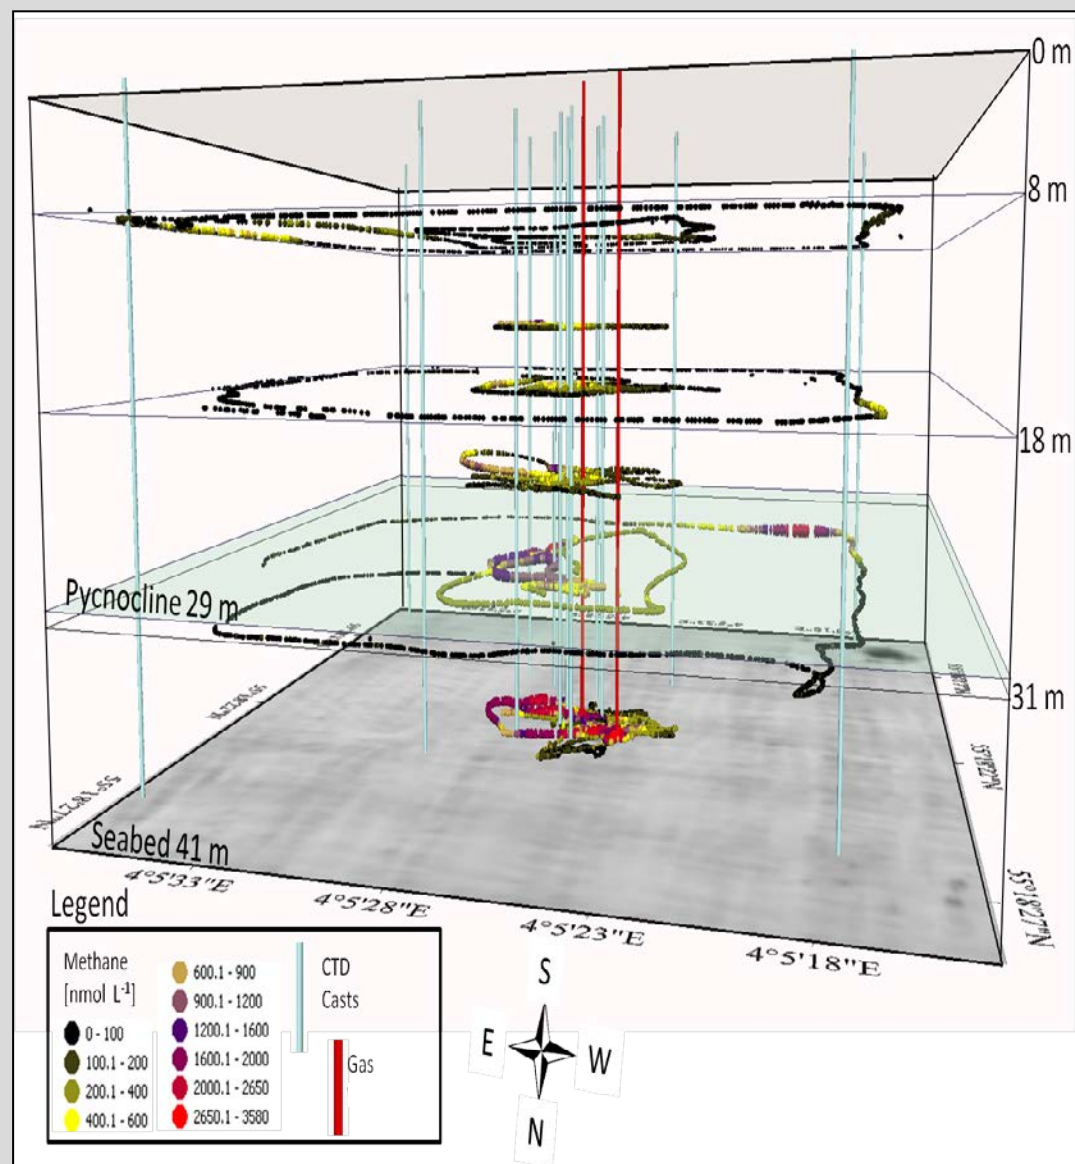 0 m
8 m
18 m
Pycnocline 29 m
31 m
Seabed 41 m
4°5'33"E
4°5'28"E
4°5'23"E
4°5'18"E
55°18'27"N
Legend
Methane
[nmol L⁻¹]
0 - 100
100.1 - 200
200.1 - 400
400.1 - 600
600.1 - 900
900.1 - 1200
1200.1 - 1600
1600.1 - 2000
2000.1 - 2650
2650.1 - 3580
CTD
Casts
Gas
S
E
W
N